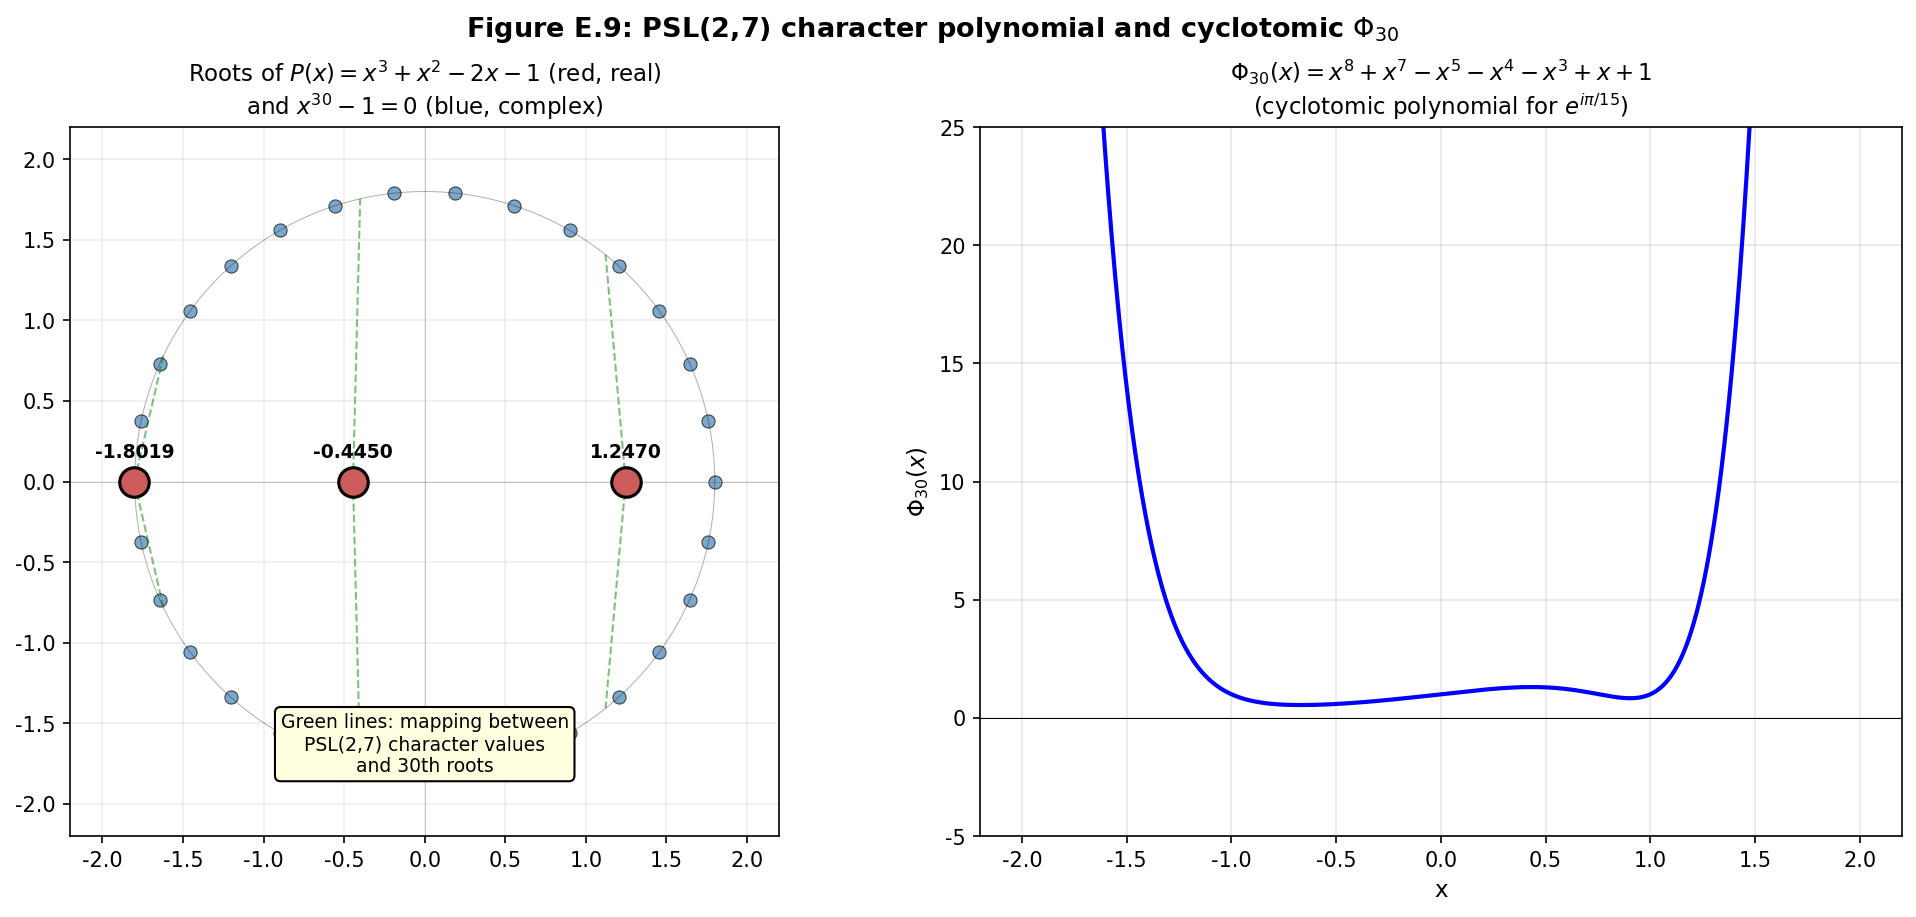 Figure E.9: PSL(2,7) character polynomial and cyclotomic Φ₃₀
Roots of P(x) = x³ + x² − 2x − 1 (red, real)
and x³⁰ − 1 = 0 (blue, complex)
2.0
1.5
1.0
0.5
0.0
-0.5
-1.0
-1.5
-2.0
-1.8019
-0.4450
1.2470
Green lines: mapping between
PSL(2,7) character values
and 30th roots
-2.0 -1.5 -1.0 -0.5 0.0 0.5 1.0 1.5 2.0
Φ₃₀(x) = x⁸ + x⁷ − x⁵ − x⁴ − x³ + x + 1
(cyclotomic polynomial for e^{iπ/15})
Φ₃₀(x)
25
20
15
10
5
0
-5
-2.0 -1.5 -1.0 -0.5 0.0 0.5 1.0 1.5 2.0
x